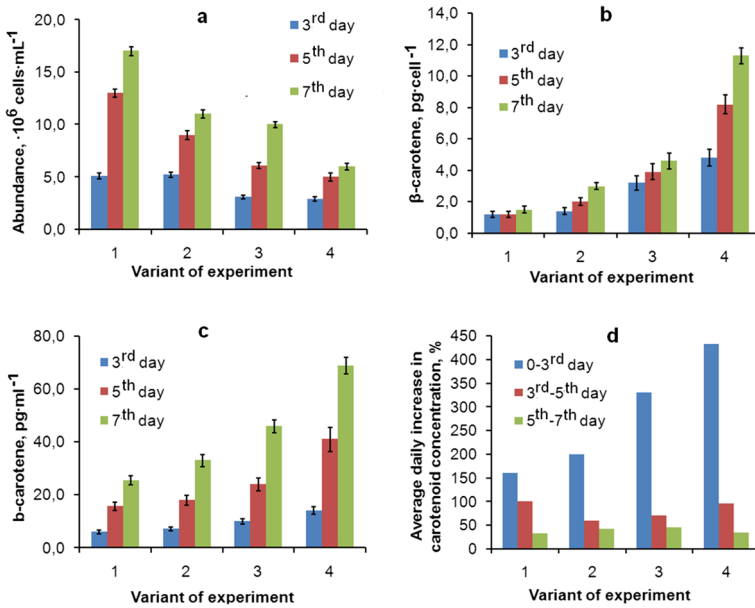 a
Abundance, ·10⁶ cells·mL⁻¹
20,0
15,0
10,0
5,0
0,0
3rd day
5th day
7th day
1 2 3 4
Variant of experiment
b
β-carotene, pg·cell⁻¹
14,0
12,0
10,0
8,0
6,0
4,0
2,0
0,0
3rd day
5th day
7th day
1 2 3 4
Variant of experiment
c
b-carotene, pg·ml⁻¹
80,0
60,0
40,0
20,0
0,0
3rd day
5th day
7th day
1 2 3 4
Variant of experiment
d
Average daily increase in
carotenoid concentration, %
450
400
350
300
250
200
150
100
50
0
0-3rd day
3rd-5th day
5th-7th day
1 2 3 4
Variant of experiment